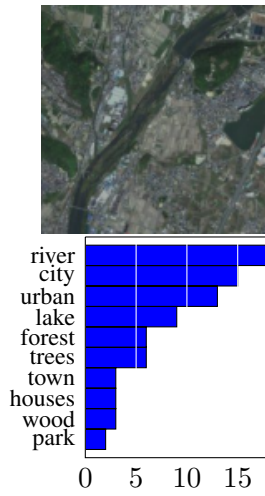 river
city
urban
lake
forest
trees
town
houses
wood
park
0 5 10 15